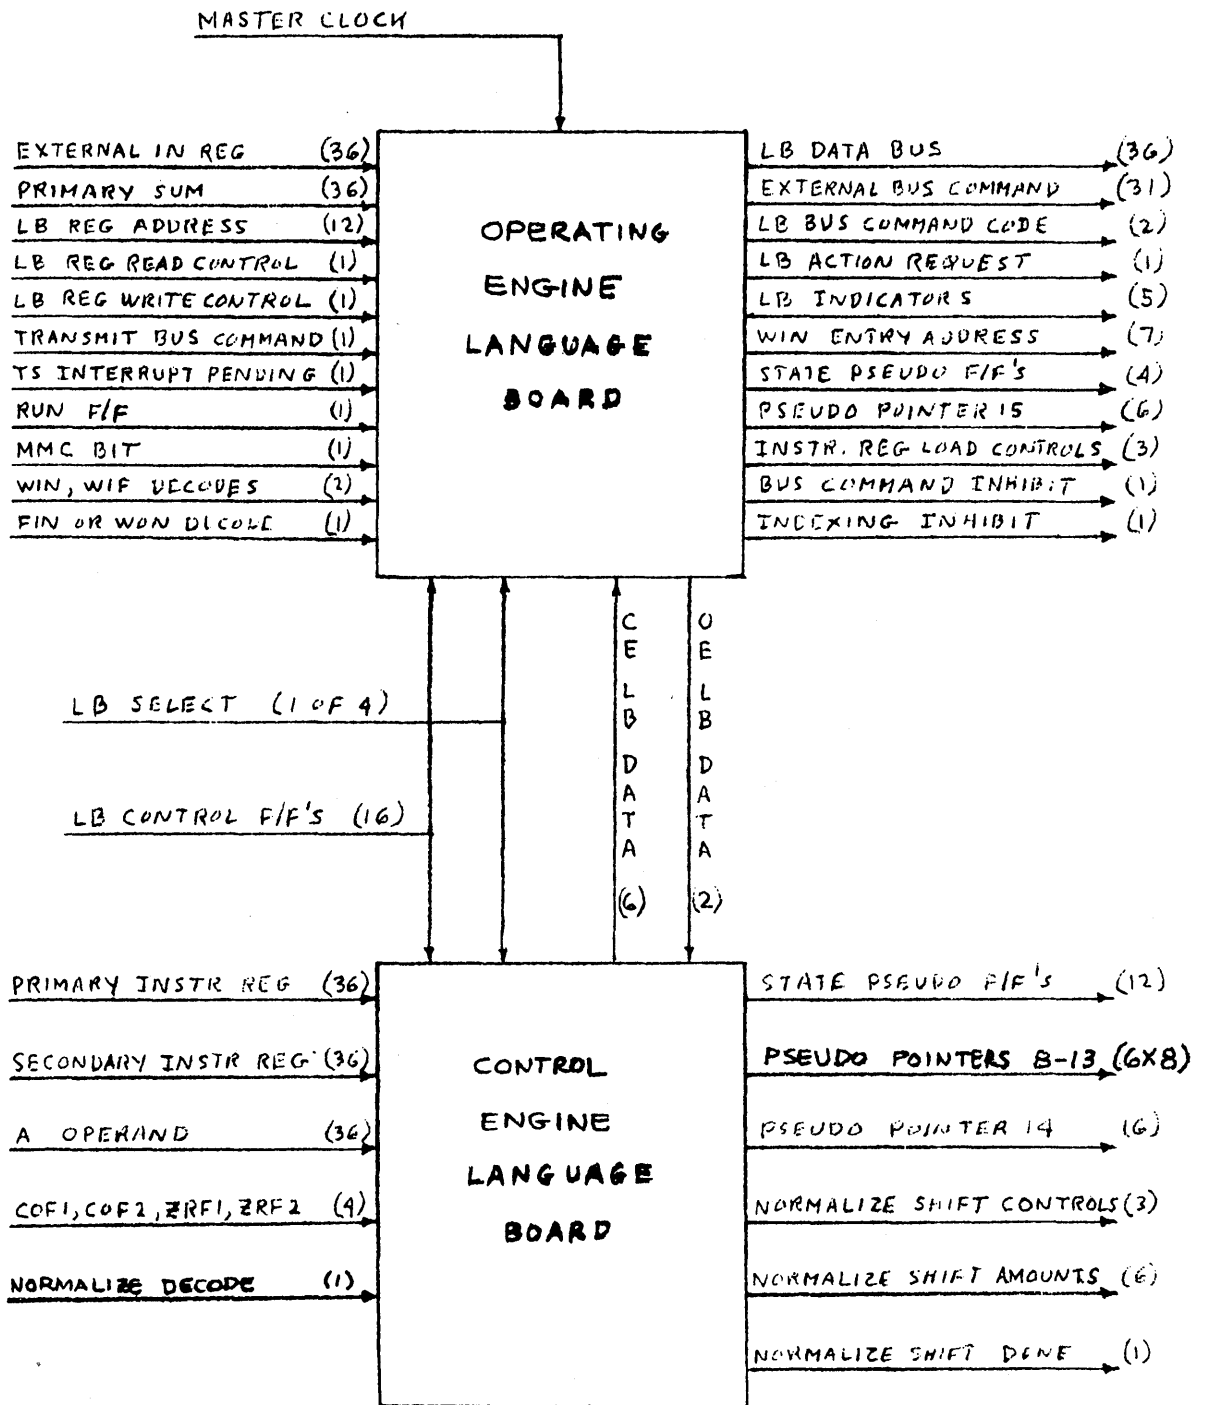 MASTER CLOCK
EXTERNAL IN REG (36)
PRIMARY SUM (36)
LB REG ADDRESS (12)
LB REG READ CONTROL (1)
LB REG WRITE CONTROL (1)
TRANSMIT BUS COMMAND (1)
TS INTERRUPT PENDING (1)
RUN F/F (1)
MMC BIT (1)
WIN, WIF DECODES (2)
FIN OR WON DECODE (1)
OPERATING
ENGINE
LANGUAGE
BOARD
LB DATA BUS (36)
EXTERNAL BUS COMMAND (31)
LB BUS COMMAND CODE (2)
LB ACTION REQUEST (1)
LB INDICATORS (5)
WIN ENTRY ADDRESS (7)
STATE PSEUDO F/F'S (4)
PSEUDO POINTER 15 (6)
INSTR. REG LOAD CONTROLS (3)
BUS COMMAND INHIBIT (1)
INDEXING INHIBIT (1)
LB SELECT (1 OF 4)
LB CONTROL F/F'S (16)
CE LB DATA (6)
OE LB DATA (2)
PRIMARY INSTR REG (36)
SECONDARY INSTR REG (36)
A OPERAND (36)
COF1, COF2, ZRF1, ZRF2 (4)
NORMALIZE DECODE (1)
CONTROL
ENGINE
LANGUAGE
BOARD
STATE PSEUDO F/F'S (12)
PSEUDO POINTERS 8-13 (6X8)
PSEUDO POINTER 14 (6)
NORMALIZE SHIFT CONTROLS (3)
NORMALIZE SHIFT AMOUNTS (6)
NORMALIZE SHIFT DONE (1)